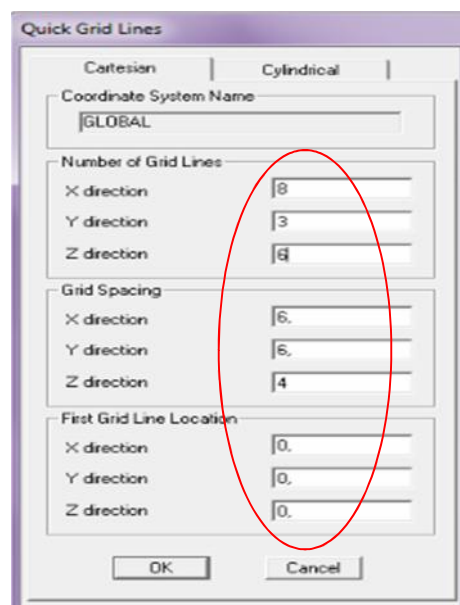 Quick Grid Lines
Cartesian Cylindrical
Coordinate System Name
GLOBAL
Number of Grid Lines
X direction 8
Y direction 3
Z direction 6
Grid Spacing
X direction 6,
Y direction 6,
Z direction 4
First Grid Line Location
X direction 0,
Y direction 0,
Z direction 0,
OK Cancel